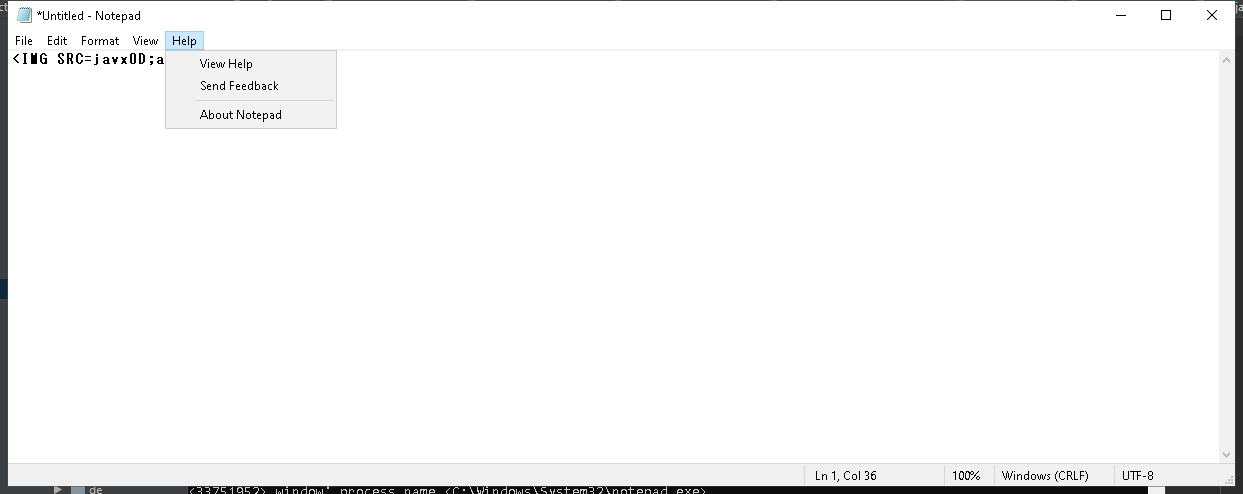 *Untitled - Notepad
File Edit Format View Help
<IMG SRC=javx0D;a
View Help
Send Feedback
About Notepad
Ln 1, Col 36 100% Windows (CRLF) UTF-8
de <33751952> window' process name <C:\Windows\System32\notepad.exe>